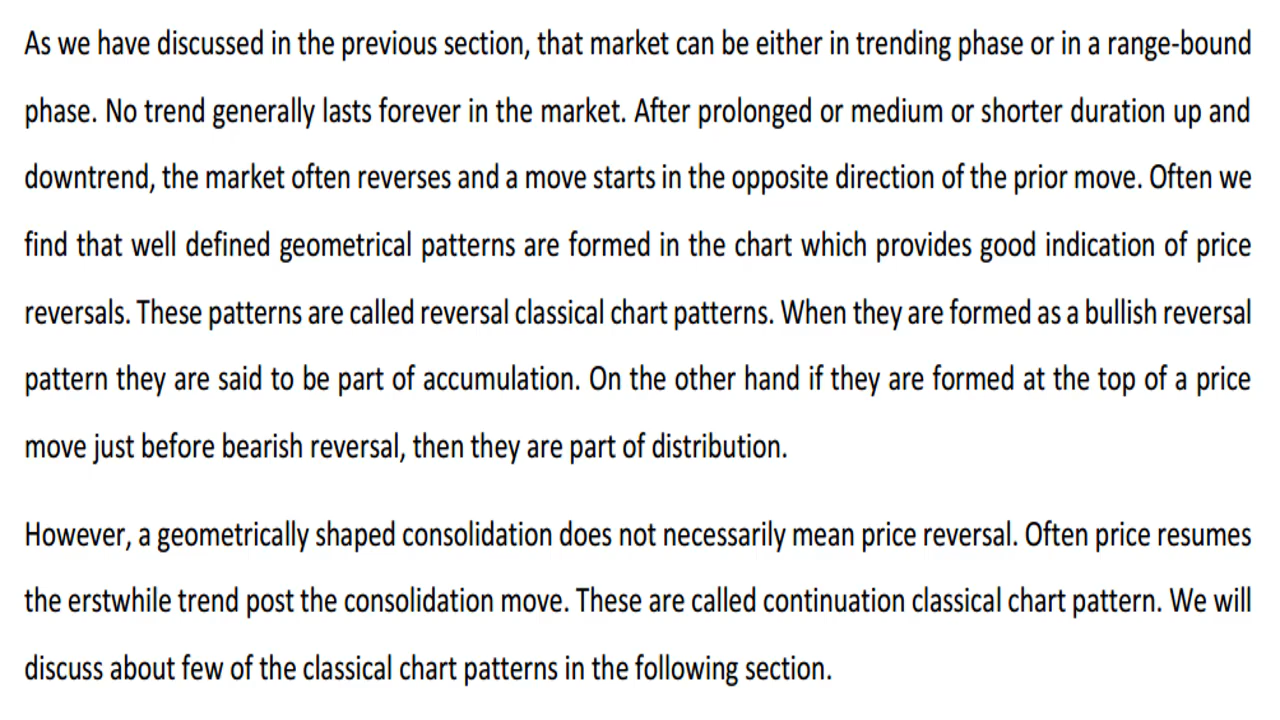 As we have discussed in the previous section, that market can be either in trending phase or in a range-bound
phase. No trend generally lasts forever in the market. After prolonged or medium or shorter duration up and
downtrend, the market often reverses and a move starts in the opposite direction of the prior move. Often we
find that well defined geometrical patterns are formed in the chart which provides good indication of price
reversals. These patterns are called reversal classical chart patterns. When they are formed as a bullish reversal
pattern they are said to be part of accumulation. On the other hand if they are formed at the top of a price
move just before bearish reversal, then they are part of distribution.
However, a geometrically shaped consolidation does not necessarily mean price reversal. Often price resumes
the erstwhile trend post the consolidation move. These are called continuation classical chart pattern. We will
discuss about few of the classical chart patterns in the following section.